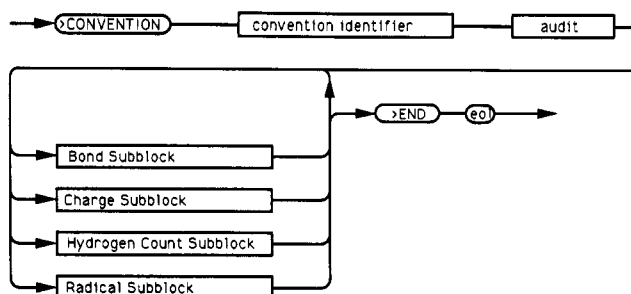 >CONVENTION convention identifier audit
>END eol
Bond Subblock
Charge Subblock
Hydrogen Count Subblock
Radical Subblock